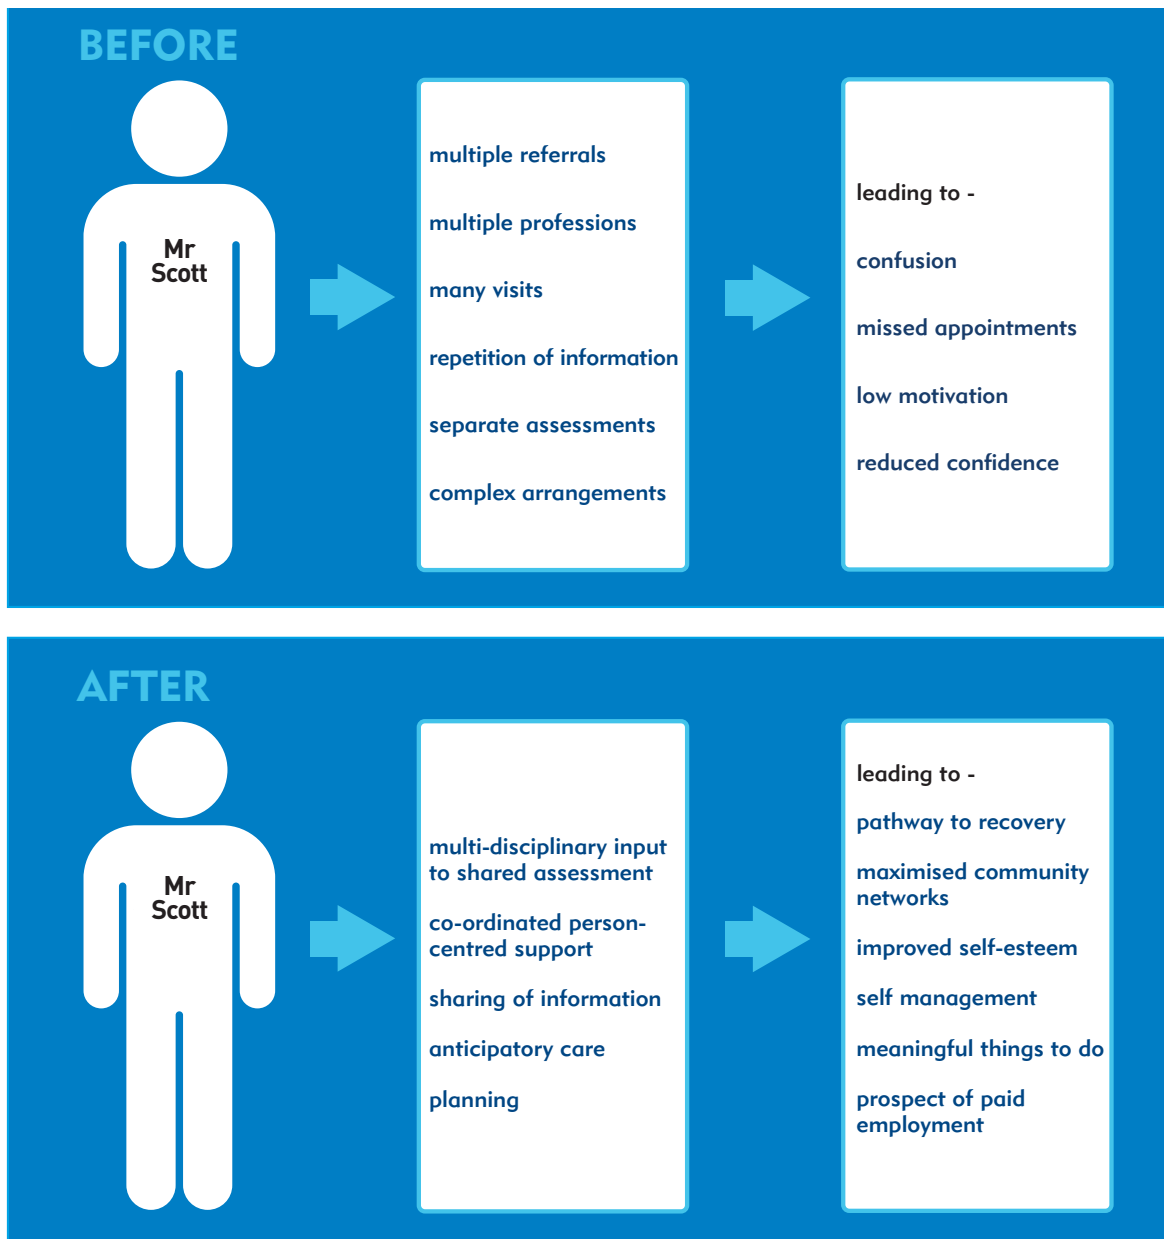 BEFORE
Mr
Scott
multiple referrals
multiple professions
many visits
repetition of information
separate assessments
complex arrangements
leading to -
confusion
missed appointments
low motivation
reduced confidence
AFTER
Mr
Scott
multi-disciplinary input
to shared assessment
co-ordinated person-
centred support
sharing of information
anticipatory care
planning
leading to -
pathway to recovery
maximised community
networks
improved self-esteem
self management
meaningful things to do
prospect of paid
employment